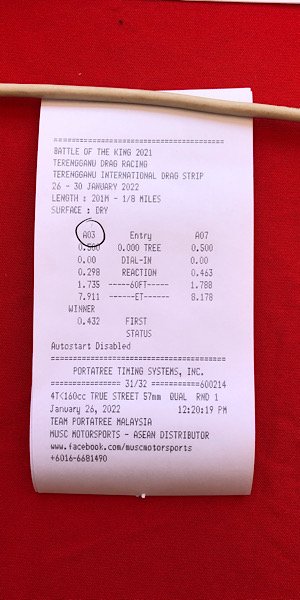 ==========================================
BATTLE OF THE KING 2021
TERENGGANU DRAG RACING
TERENGGANU INTERNATIONAL DRAG STRIP
26 - 30 JANUARY 2022
LENGTH : 201M - 1/8 MILES
SURFACE : DRY
A03 Entry A07
0.500 0.000 TREE 0.500
0.00 DIAL-IN 0.00
0.298 REACTION 0.463
1.735 -----60FT----- 1.788
7.911 ------ET------ 8.178
WINNER
0.432 FIRST
STATUS
Autostart Disabled
==========================================
PORTATREE TIMING SYSTEMS, INC.
================ 31/32 ===========600214
4TK160cc TRUE STREET 57mm QUAL RND 1
January 26, 2022 12:20:19 PM
TEAM PORTATREE MALAYSIA
MUSC MOTORSPORTS - ASEAN DISTRIBUTOR
www.facebook.com/muscmotorsports
+6016-6681490